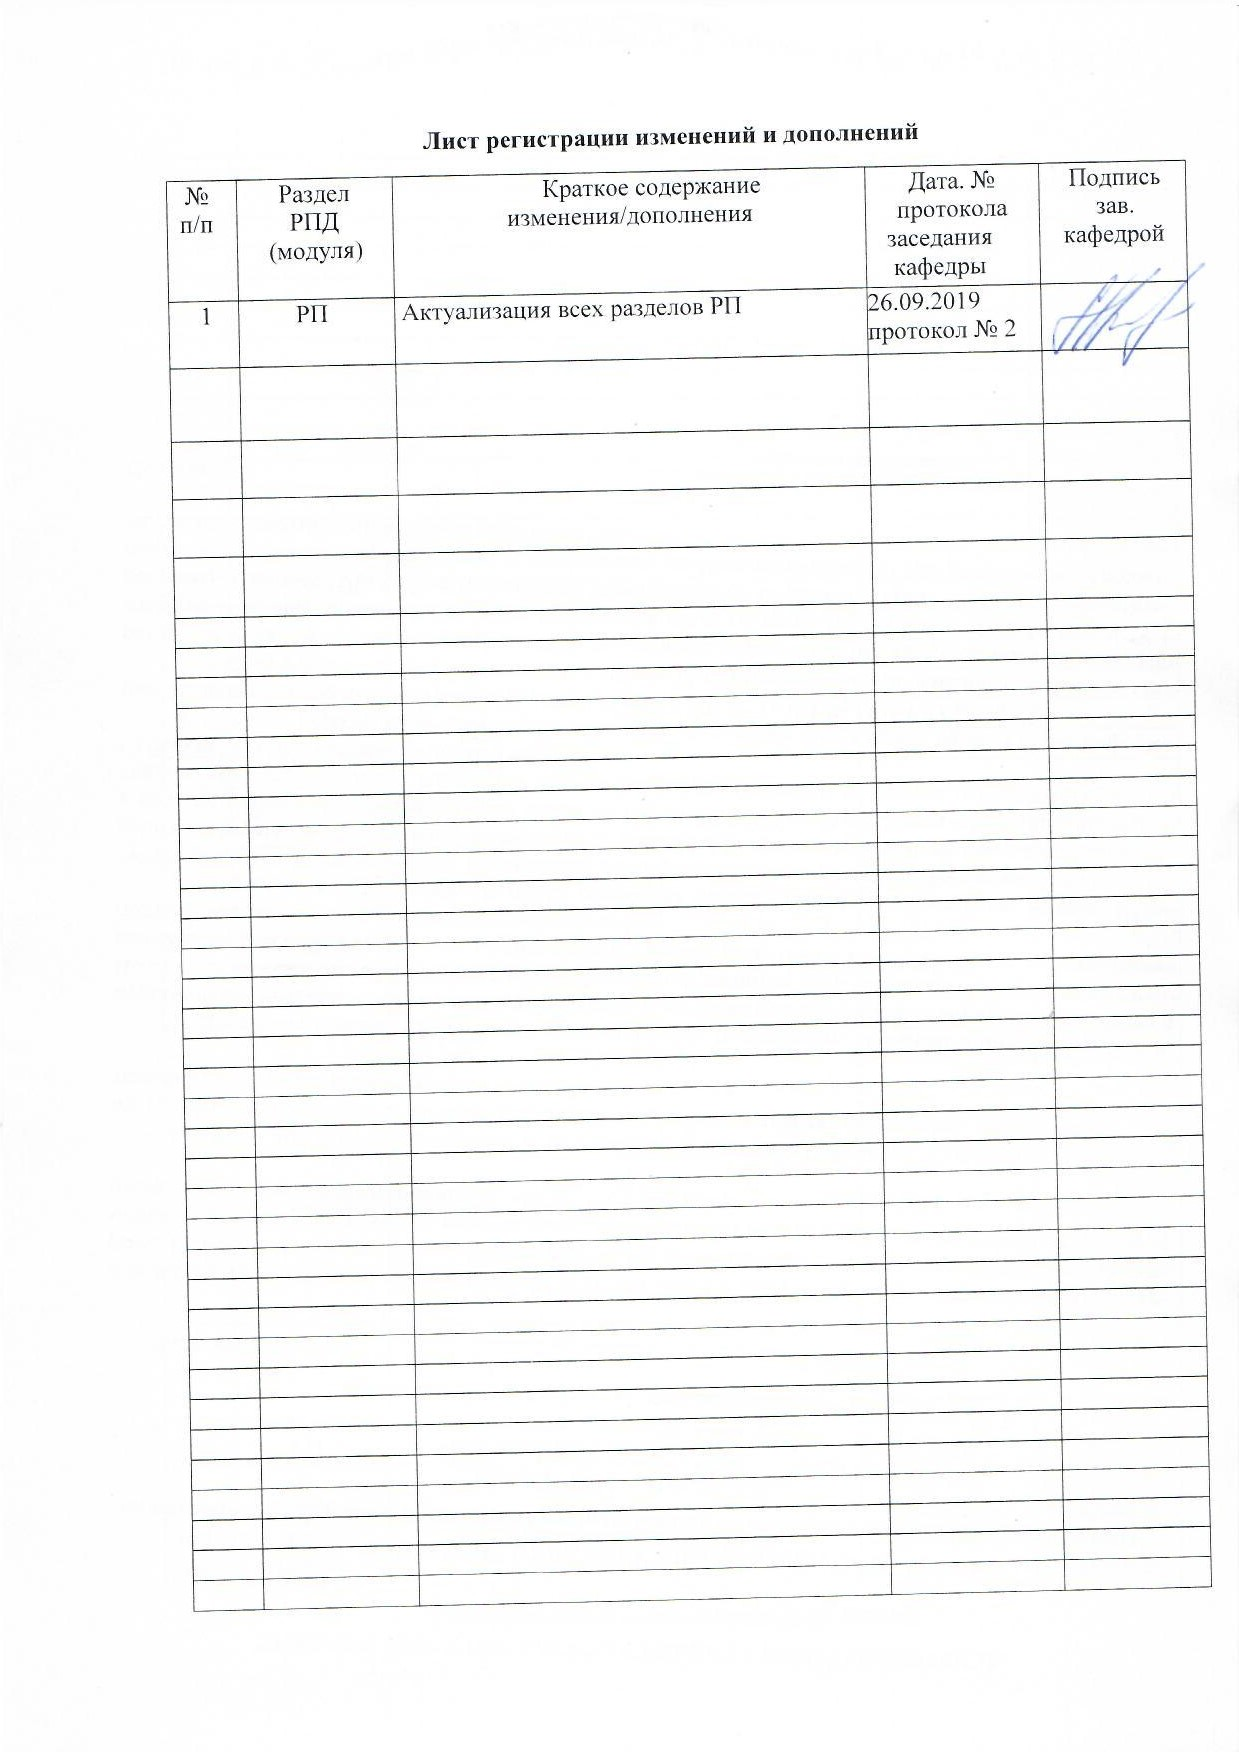 Лист регистрации изменений и дополнений
№
п/п
Раздел
РПД
(модуля)
Краткое содержание
изменения/дополнения
Дата. №
протокола
заседания
кафедры
Подпись
зав.
кафедрой
1
РП
Актуализация всех разделов РП
26.09.2019
протокол № 2